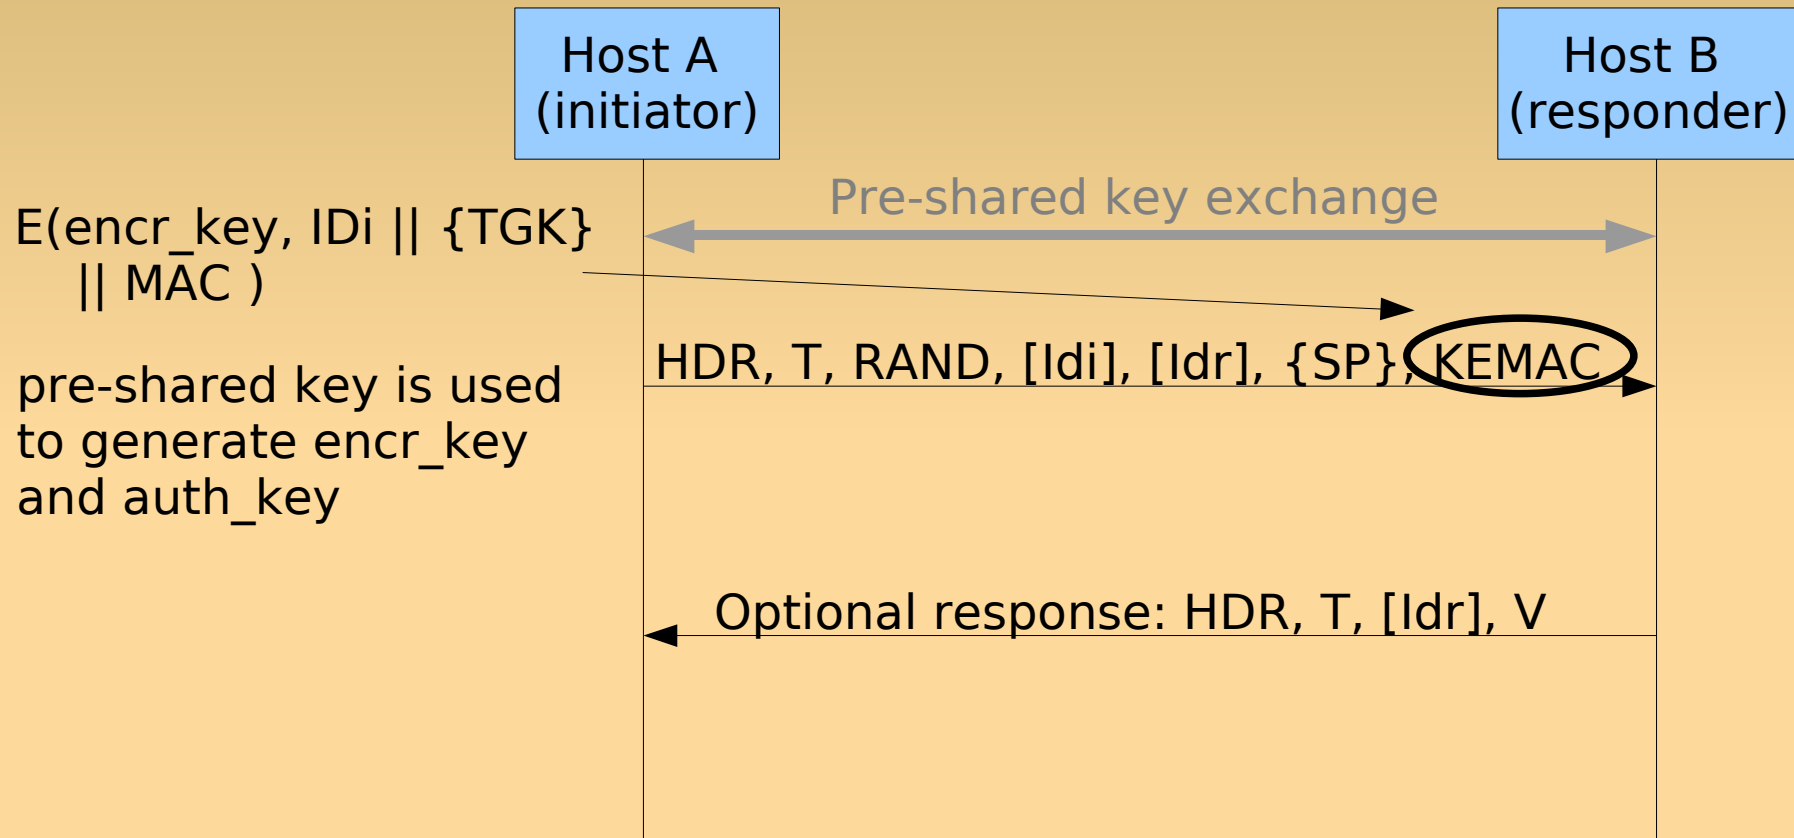 Host A
(initiator)
Host B
(responder)
Pre-shared key exchange
E(encr_key, IDi || {TGK}
|| MAC )
HDR, T, RAND, [Idi], [Idr], {SP}, KEMAC
pre-shared key is used
to generate encr_key
and auth_key
Optional response: HDR, T, [Idr], V